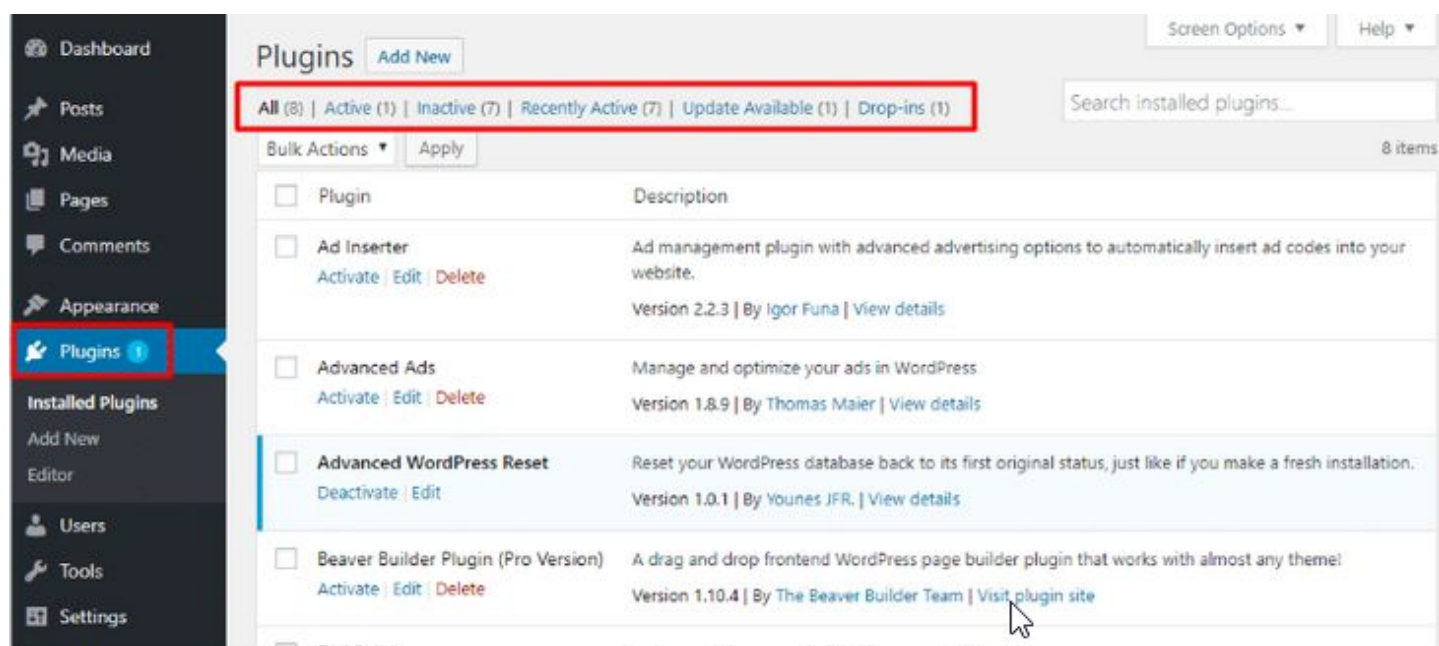 Screen Options ▼ Help ▼
Dashboard
Posts
Media
Pages
Comments
Appearance
Plugins 1
Installed Plugins
Add New
Editor
Users
Tools
Settings
Plugins Add New
All (8) | Active (1) | Inactive (7) | Recently Active (7) | Update Available (1) | Drop-ins (1)
Search installed plugins...
Bulk Actions ▼ Apply
8 items
Plugin Description
Ad Inserter
Activate | Edit | Delete
Ad management plugin with advanced advertising options to automatically insert ad codes into your
website.
Version 2.2.3 | By Igor Funa | View details
Advanced Ads
Activate | Edit | Delete
Manage and optimize your ads in WordPress
Version 1.8.9 | By Thomas Maier | View details
Advanced WordPress Reset
Deactivate | Edit
Reset your WordPress database back to its first original status, just like if you make a fresh installation.
Version 1.0.1 | By Younes JFR. | View details
Beaver Builder Plugin (Pro Version)
Activate | Edit | Delete
A drag and drop frontend WordPress page builder plugin that works with almost any theme!
Version 1.10.4 | By The Beaver Builder Team | Visit plugin site